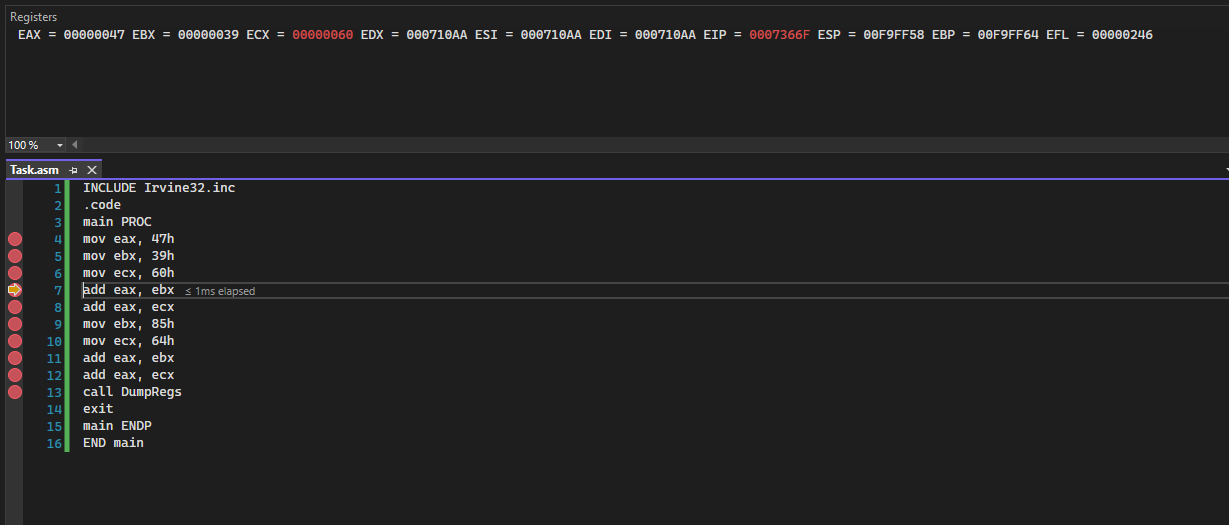 Registers
EAX = 00000047 EBX = 00000039 ECX = 00000060 EDX = 000710AA ESI = 000710AA EDI = 000710AA EIP = 0007366F ESP = 00F9FF58 EBP = 00F9FF64 EFL = 00000246
100 %
Task.asm
1 INCLUDE Irvine32.inc
2 .code
3 main PROC
4 mov eax, 47h
5 mov ebx, 39h
6 mov ecx, 60h
7 add eax, ebx ≤ 1ms elapsed
8 add eax, ecx
9 mov ebx, 85h
10 mov ecx, 64h
11 add eax, ebx
12 add eax, ecx
13 call DumpRegs
14 exit
15 main ENDP
16 END main